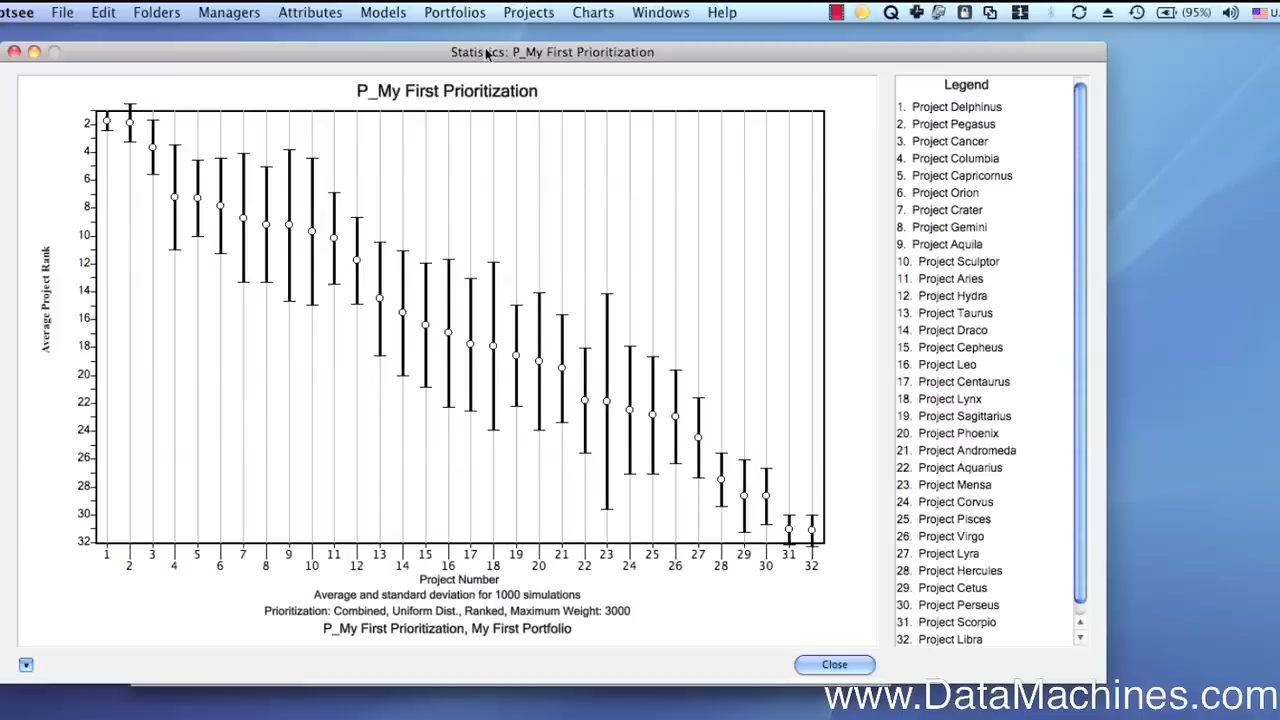 ptsee File Edit Folders Managers Attributes Models Portfolios Projects Charts Windows Help (95%) U
Statistics: P_My First Prioritization
P_My First Prioritization
Average Project Rank
2
4
6
8
10
12
14
16
18
20
22
24
26
28
30
32
1 3 5 7 9 11 13 15 17 19 21 23 25 27 29 31
2 4 6 8 10 12 14 16 18 20 22 24 26 28 30 32
Project Number
Average and standard deviation for 1000 simulations
Prioritization: Combined, Uniform Dist., Ranked, Maximum Weight: 3000
P_My First Prioritization, My First Portfolio
Legend
1. Project Delphinus
2. Project Pegasus
3. Project Cancer
4. Project Columbia
5. Project Capricornus
6. Project Orion
7. Project Crater
8. Project Gemini
9. Project Aquila
10. Project Sculptor
11. Project Aries
12. Project Hydra
13. Project Taurus
14. Project Draco
15. Project Cepheus
16. Project Leo
17. Project Centaurus
18. Project Lynx
19. Project Sagittarius
20. Project Phoenix
21. Project Andromeda
22. Project Aquarius
23. Project Mensa
24. Project Corvus
25. Project Pisces
26. Project Virgo
27. Project Lyra
28. Project Hercules
29. Project Cetus
30. Project Perseus
31. Project Scorpio
32. Project Libra
Close
www.DataMachines.com